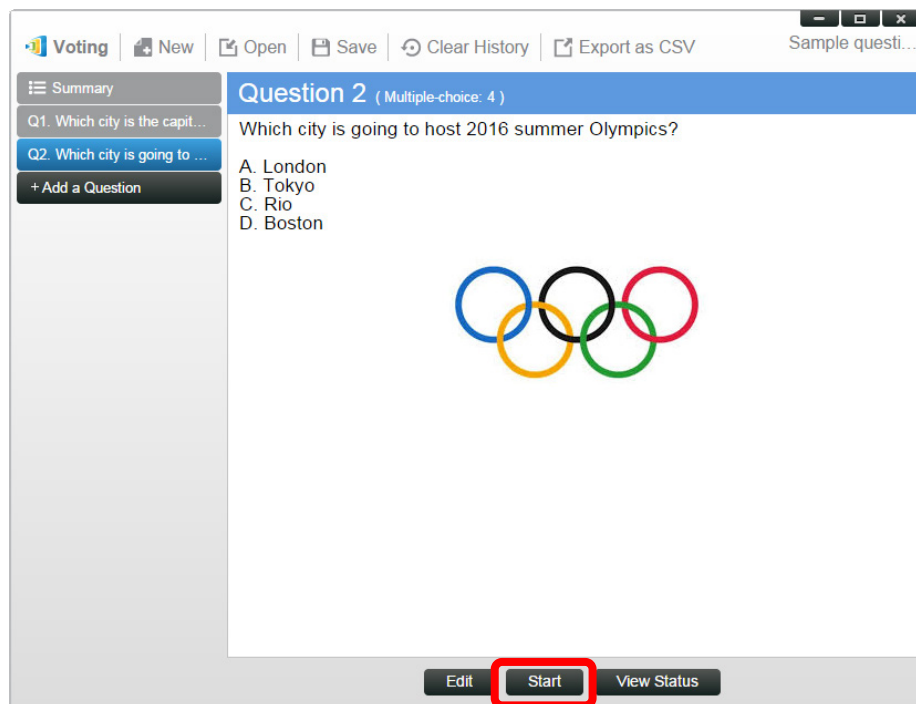 Voting New Open Save Clear History Export as CSV Sample questi...
Summary
Q1. Which city is the capit...
Q2. Which city is going to ...
+ Add a Question
Question 2 ( Multiple-choice: 4 )
Which city is going to host 2016 summer Olympics?
A. London
B. Tokyo
C. Rio
D. Boston
Edit Start View Status